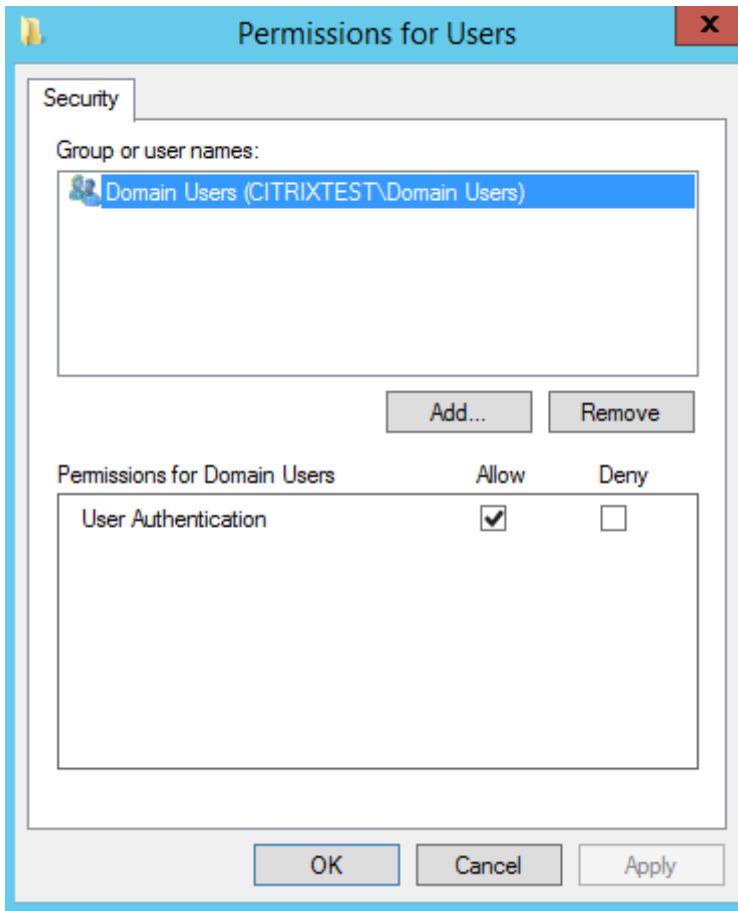 Permissions for Users
x
Security
Group or user names:
Domain Users (CITRIXTEST\Domain Users)
Add...
Remove
Permissions for Domain Users Allow Deny
User Authentication
OK Cancel Apply